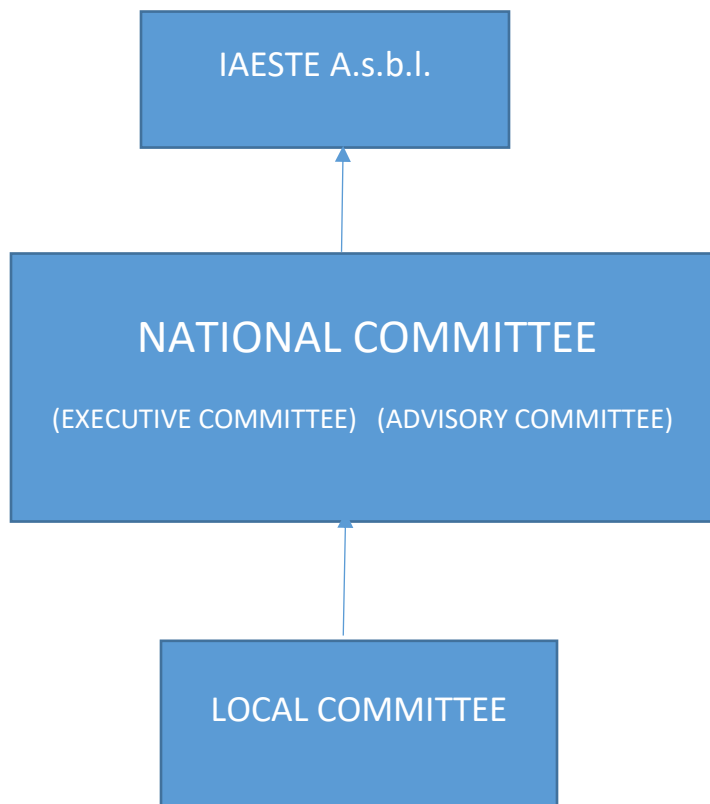 IAESTE A.s.b.l.
NATIONAL COMMITTEE
(EXECUTIVE COMMITTEE) (ADVISORY COMMITTEE)
LOCAL COMMITTEE